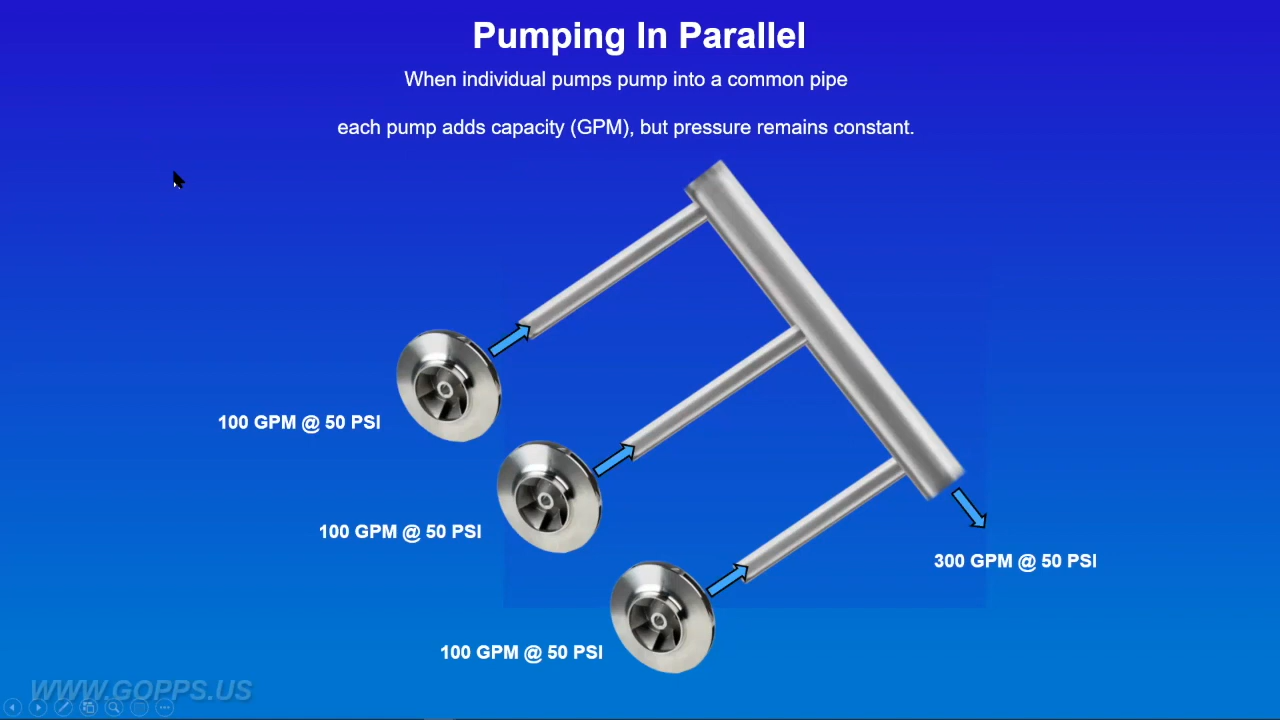 Pumping In Parallel
When individual pumps pump into a common pipe
each pump adds capacity (GPM), but pressure remains constant.
100 GPM @ 50 PSI
100 GPM @ 50 PSI
300 GPM @ 50 PSI
100 GPM @ 50 PSI
WWW.GOPPS.US